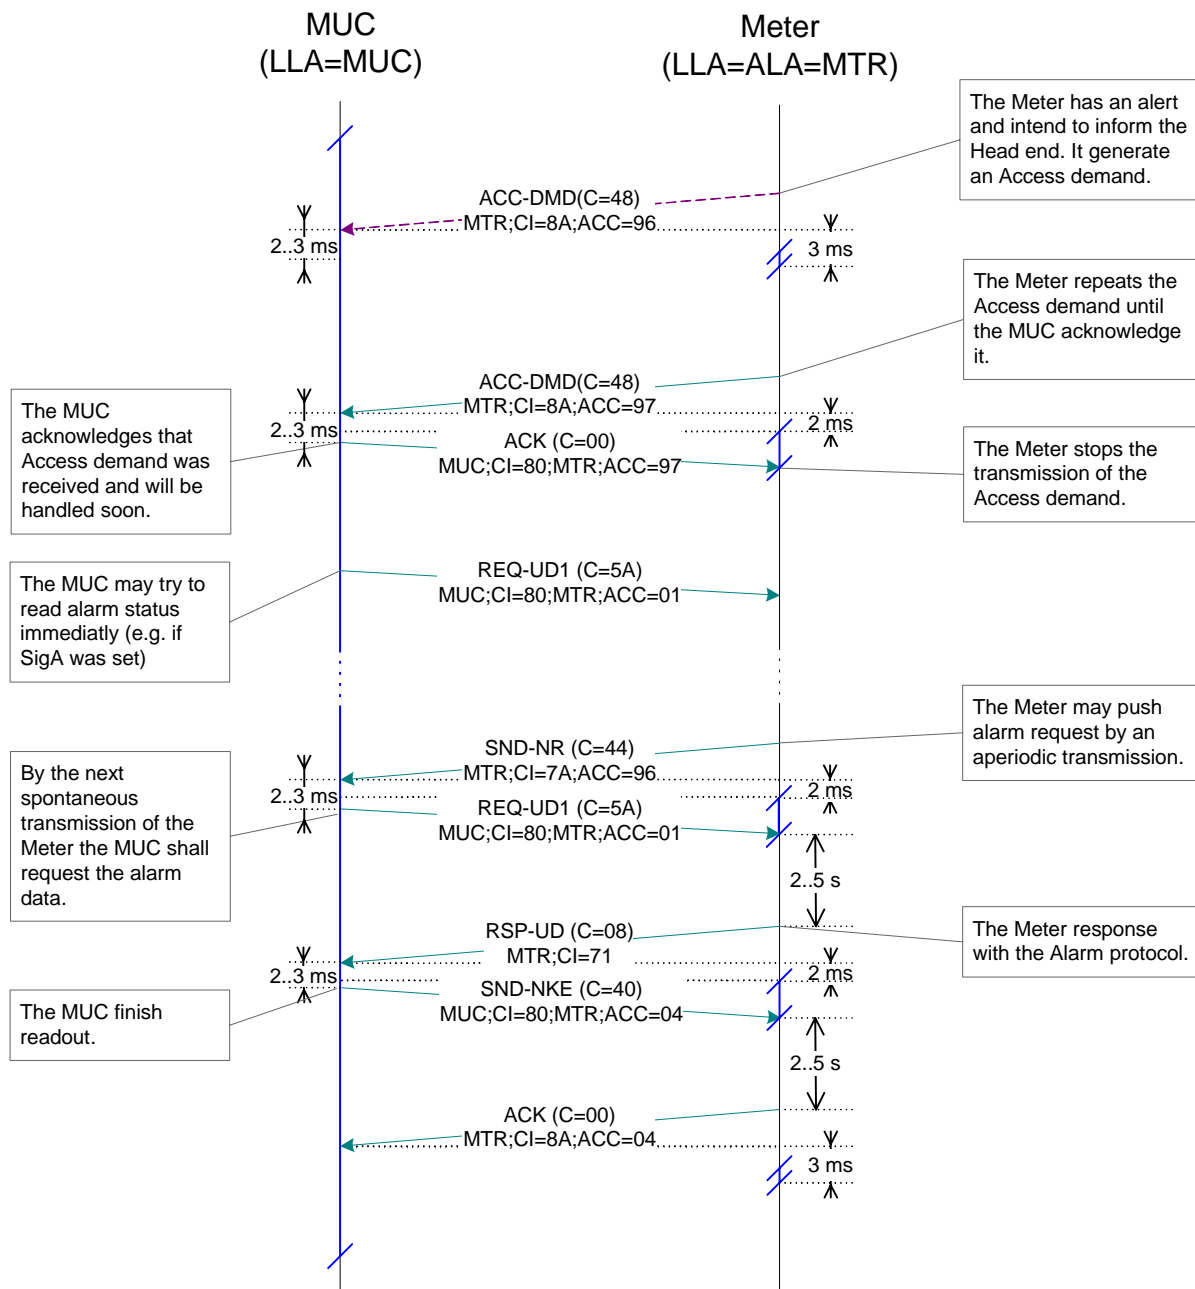 MUC
(LLA=MUC)
Meter
(LLA=ALA=MTR)
The Meter has an alert
and intend to inform the
Head end. It generate
an Access demand.
ACC-DMD(C=48)
MTR;CI=8A;ACC=96
2..3 ms
3 ms
The Meter repeats the
Access demand until
the MUC acknowledge
it.
ACC-DMD(C=48)
MTR;CI=8A;ACC=97
2..3 ms
2 ms
The MUC
acknowledges that
Access demand was
received and will be
handled soon.
ACK (C=00)
MUC;CI=80;MTR;ACC=97
The Meter stops the
transmission of the
Access demand.
The MUC may try to
read alarm status
immediatly (e.g. if
SigA was set)
REQ-UD1 (C=5A)
MUC;CI=80;MTR;ACC=01
The Meter may push
alarm request by an
aperiodic transmission.
SND-NR (C=44)
MTR;CI=7A;ACC=96
2..3 ms
2 ms
By the next
spontaneous
transmission of the
Meter the MUC shall
request the alarm
data.
REQ-UD1 (C=5A)
MUC;CI=80;MTR;ACC=01
2..5 s
RSP-UD (C=08)
MTR;CI=71
The Meter response
with the Alarm protocol.
2..3 ms
2 ms
SND-NKE (C=40)
MUC;CI=80;MTR;ACC=04
The MUC finish
readout.
2..5 s
ACK (C=00)
MTR;CI=8A;ACC=04
3 ms